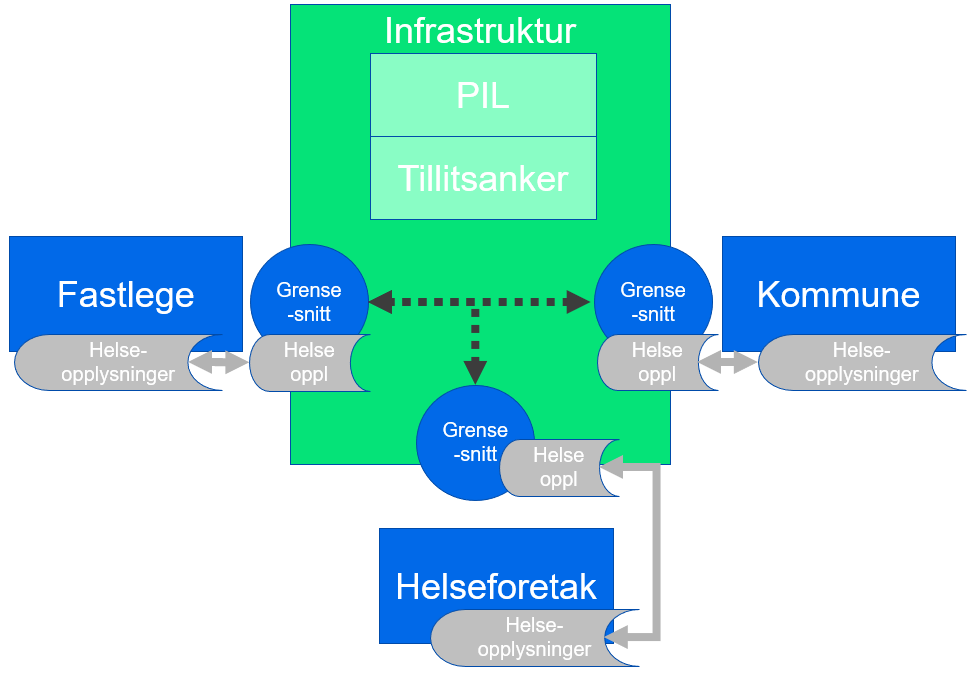 Infrastruktur
PIL
Tillitsanker
Fastlege
Grense
-snitt
Grense
-snitt
Kommune
Helse-
opplysninger
Helse
oppl
Helse
oppl
Helse-
opplysninger
Grense
-snitt
Helse
oppl
Helseforetak
Helse-
opplysninger